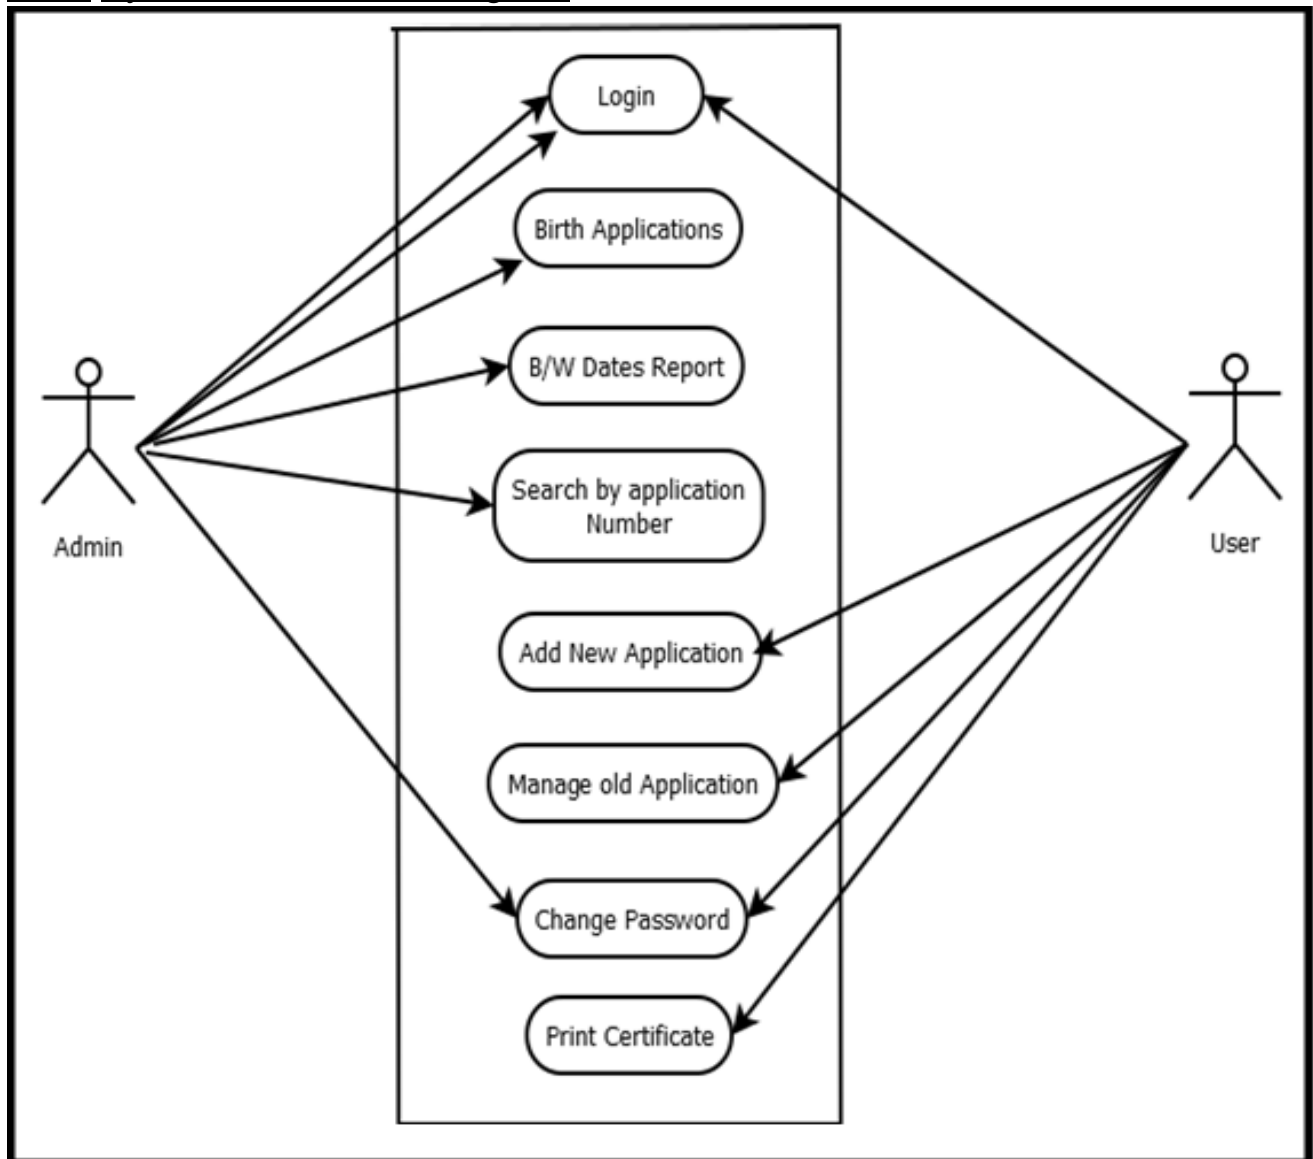 Login
Birth Applications
B/W Dates Report
Search by application
Number
Admin
User
Add New Application
Manage old Application
Change Password
Print Certificate